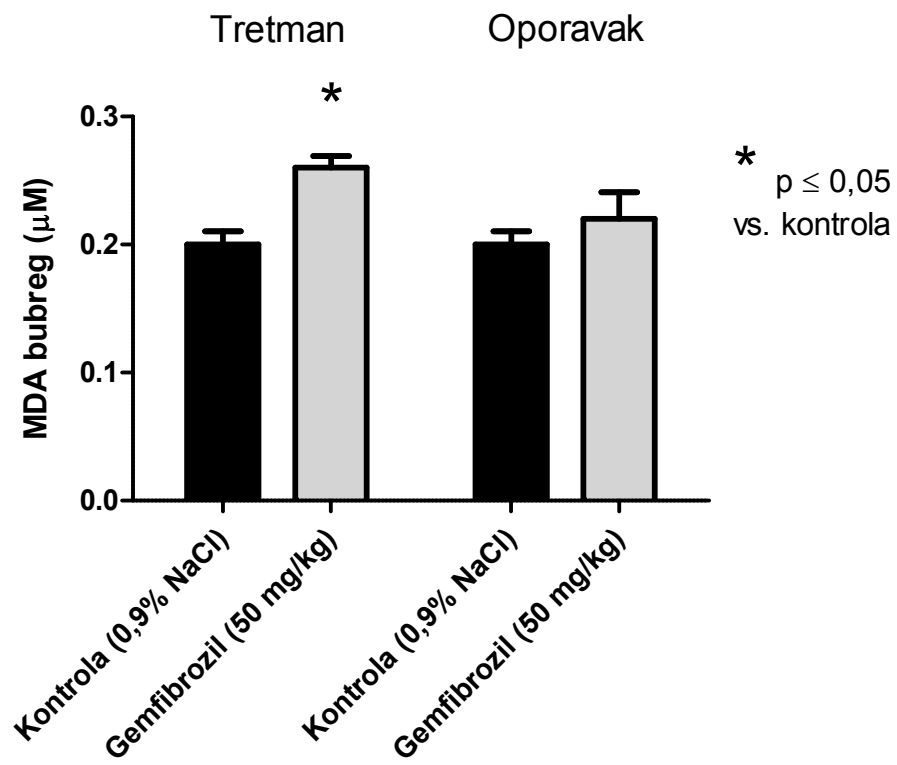 Tretman
Oporavak
*
0.3
0.2
0.1
0.0
MDA bubreg (μM)
* p ≤ 0,05
vs. kontrola
Kontrola (0,9% NaCl)
Gemfibrozil (50 mg/kg)
Kontrola (0,9% NaCl)
Gemfibrozil (50 mg/kg)